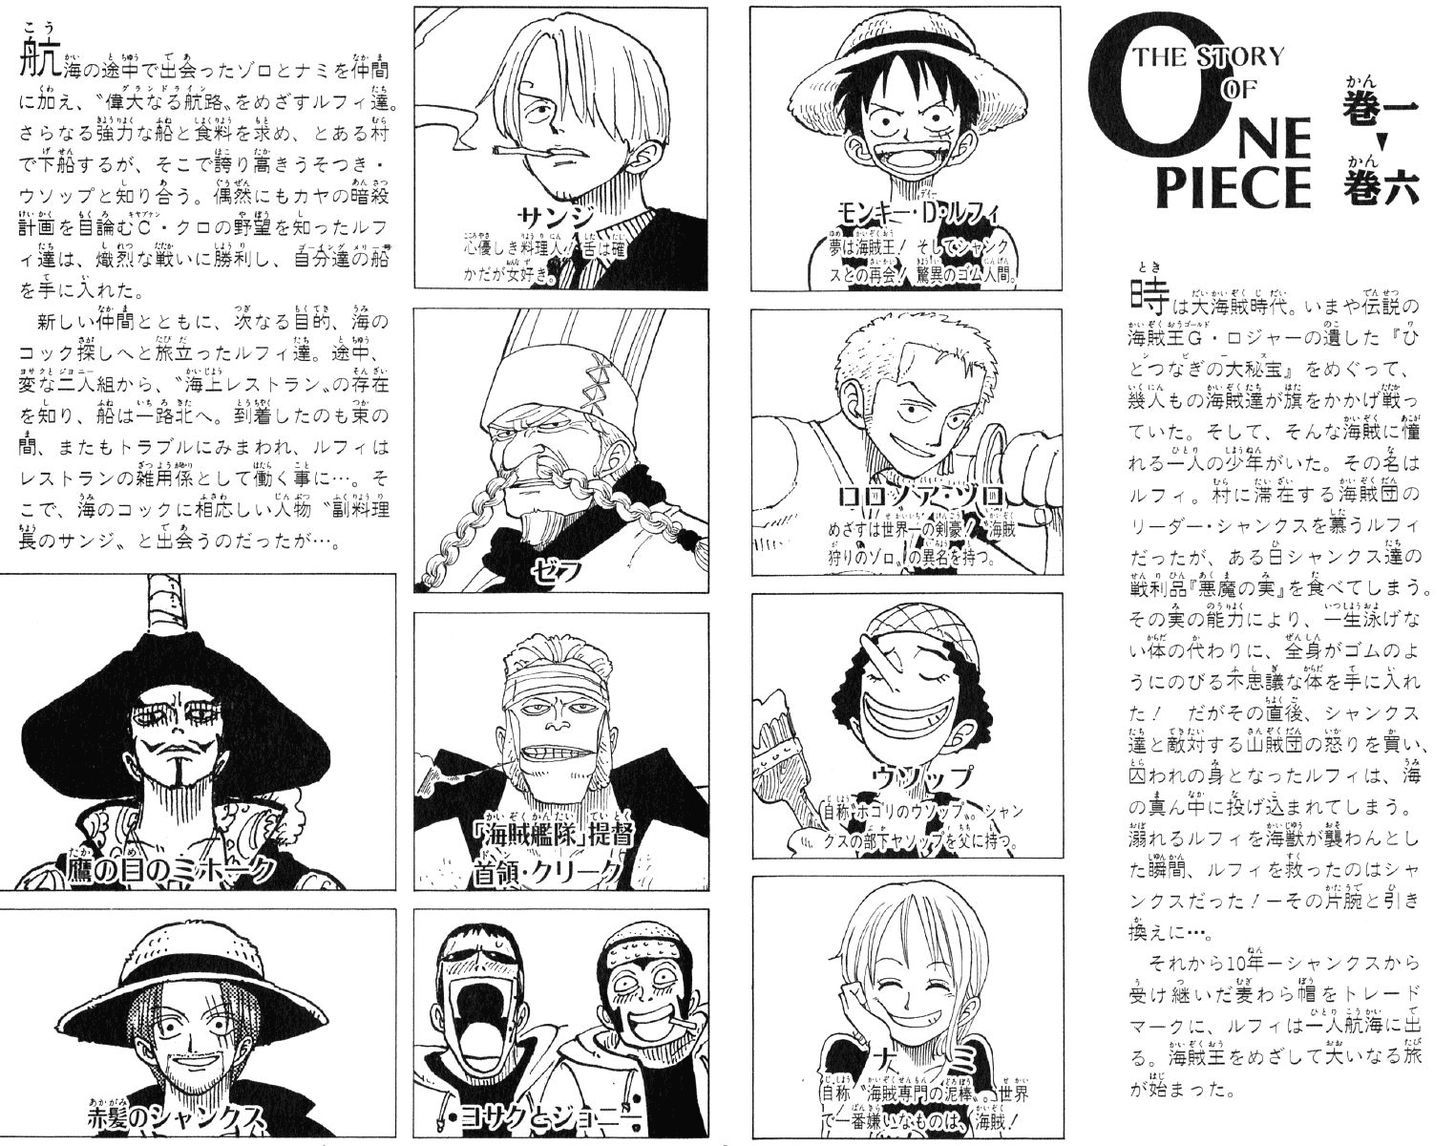 THE STORY
OF
ONE
PIECE
巻一
▼
巻六
時は大海賊時代。いまや伝説の
海賊王G・ロジャーの遺した『ひ
とつなぎの大秘宝』をめぐって、
幾人もの海賊達が旗をかかげ戦っ
ていた。そして、そんな海賊に憧
れる一人の少年がいた。その名は
ルフィ。村に滞在する海賊団の
リーダー・シャンクスを慕うルフィ
だったが、ある日シャンクス達の
戦利品『悪魔の実』を食べてしまう。
その実の能力により、一生泳げな
い体の代わりに、全身がゴムのよ
うにのびる不思議な体を手に入れ
た！　だがその直後、シャンクス
達と敵対する山賊団の怒りを買い、
囚われの身となったルフィは、海
の真ん中に投げ込まれてしまう。
溺れるルフィを海獣が襲わんとし
た瞬間、ルフィを救ったのはシャ
ンクスだった！ーその片腕と引き
換えに…。
それから10年ーシャンクスから
受け継いだ麦わら帽をトレード
マークに、ルフィは一人航海に出
る。海賊王をめざして大いなる旅
が始まった。
モンキー・D・ルフィ
夢は海賊王！ そしてシャンク
スとの再会！ 驚異のゴム人間。
ロロノア・ゾロ
めざすは世界一の剣豪！〝海賊
狩りのゾロ〟の異名を持つ。
ウソップ
自称〝ホコリのウソップ〟。シャン
クスの部下ヤソップを父に持つ。
ナミ
自称〝海賊専門の泥棒〟。世界
で一番嫌いなものは、海賊！
サンジ
心優しき料理人！舌は確
かだが女好き。
ゼフ
「海賊艦隊」提督
首領・クリーク
ヨサクとジョニー
航海の途中で出会ったゾロとナミを仲間
に加え、〝偉大なる航路〟をめざすルフィ達。
さらなる強力な船と食料を求め、とある村
で下船するが、そこで誇り高きうそつき・
ウソップと知り合う。偶然にもカヤの暗殺
計画を目論むC・クロの野望を知ったルフ
ィ達は、熾烈な戦いに勝利し、自分達の船
を手に入れた。
新しい仲間とともに、次なる目的、海の
コック探しへと旅立ったルフィ達。途中、
変な二人組から、〝海上レストラン〟の存在
を知り、船は一路北へ。到着したのも束の
間、またもトラブルにみまわれ、ルフィは
レストランの雑用係として働く事に…。そ
こで、海のコックに相応しい人物〝副料理
長のサンジ〟と出会うのだったが…。
鷹の目のミホーク
赤髪のシャンクス